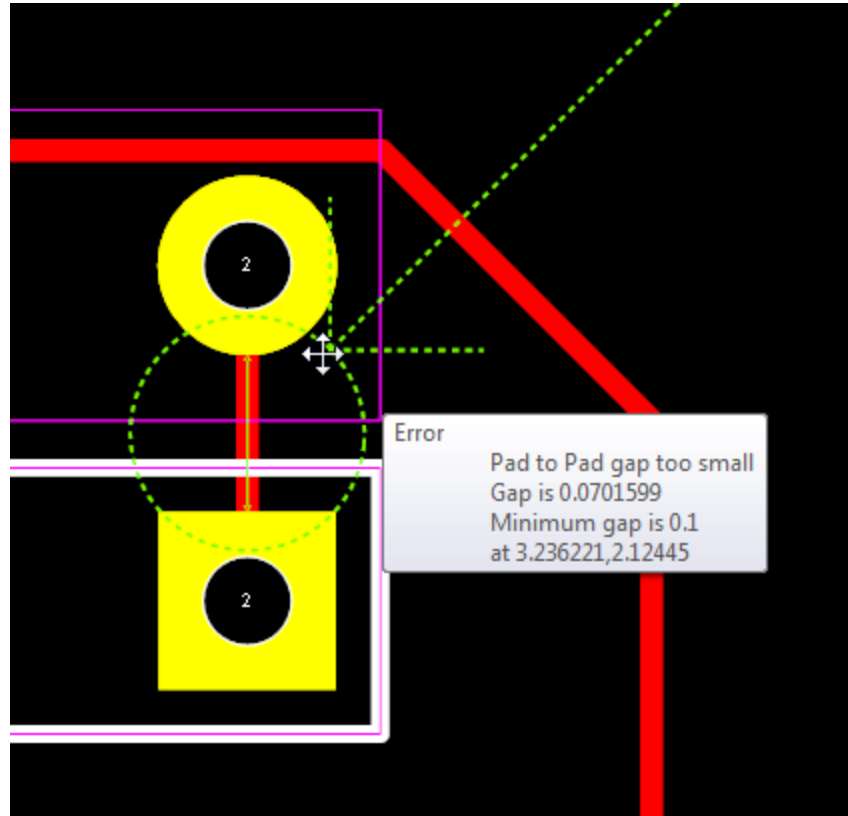 2
Error
Pad to Pad gap too small
Gap is 0.0701599
Minimum gap is 0.1
at 3.236221,2.12445
2